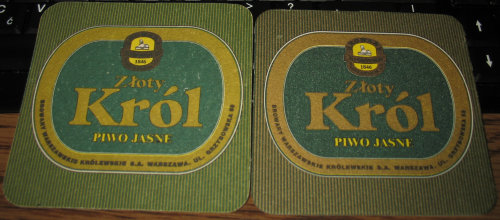 1846
Złoty
Król
PIWO JASNE
BROWARY WARSZAWSKIE KRÓLEWSKIE S.A. WARSZAWA. UL. GRZYBOWSKA 58
1846
Złoty
Król
PIWO JASNE
BROWARY WARSZAWSKIE KRÓLEWSKIE S.A. WARSZAWA. UL. GRZYBOWSKA 58